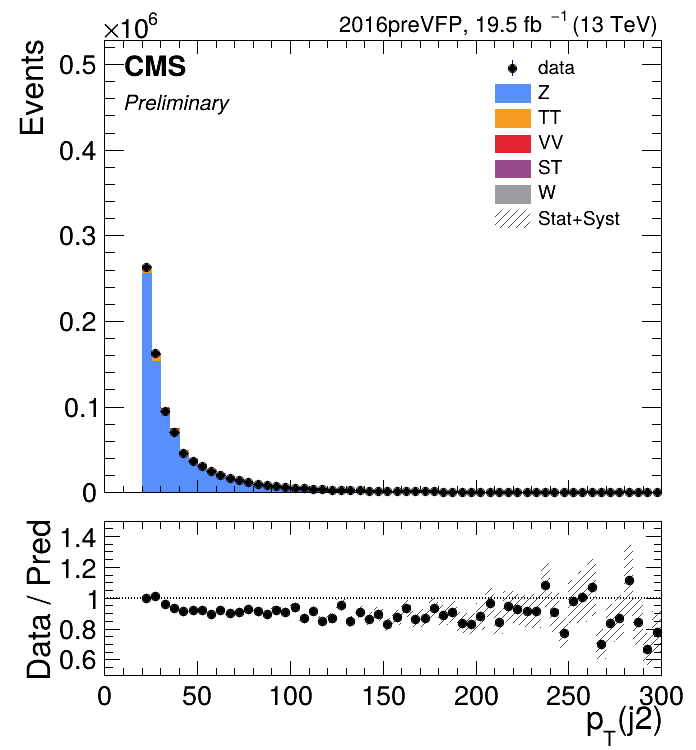 ×10⁶
2016preVFP, 19.5 fb ⁻¹ (13 TeV)
CMS
Preliminary
Events
0.5
0.4
0.3
0.2
0.1
0
data
Z
TT
VV
ST
W
Stat+Syst
Data / Pred
1.4
1.2
1
0.8
0.6
0 50 100 150 200 250 300
p_T(j2)